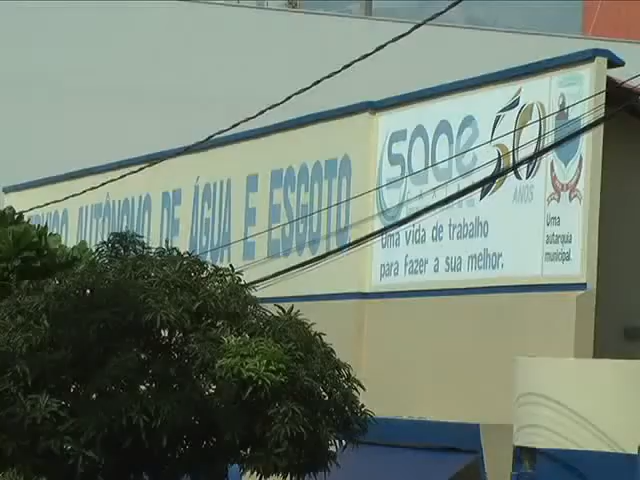 AUTÔNOMO DE ÁGUA E ESGOTO
saae 50
ANOS
Uma vida de trabalho
para fazer a sua melhor.
Uma
autarquia
municipal.